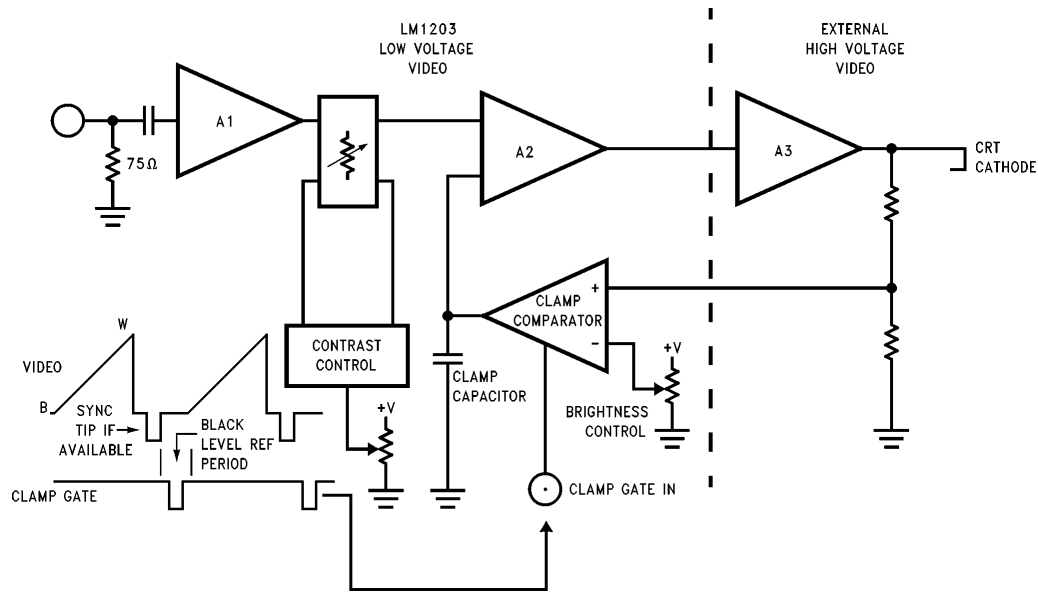 LM1203
LOW VOLTAGE
VIDEO
EXTERNAL
HIGH VOLTAGE
VIDEO
A1
A2
A3
75Ω
CRT
CATHODE
+
CLAMP
COMPARATOR
−
CONTRAST
CONTROL
W
VIDEO
B
SYNC
TIP IF
AVAILABLE
BLACK
LEVEL REF
PERIOD
+V
CLAMP
CAPACITOR
+V
BRIGHTNESS
CONTROL
CLAMP GATE
CLAMP GATE IN